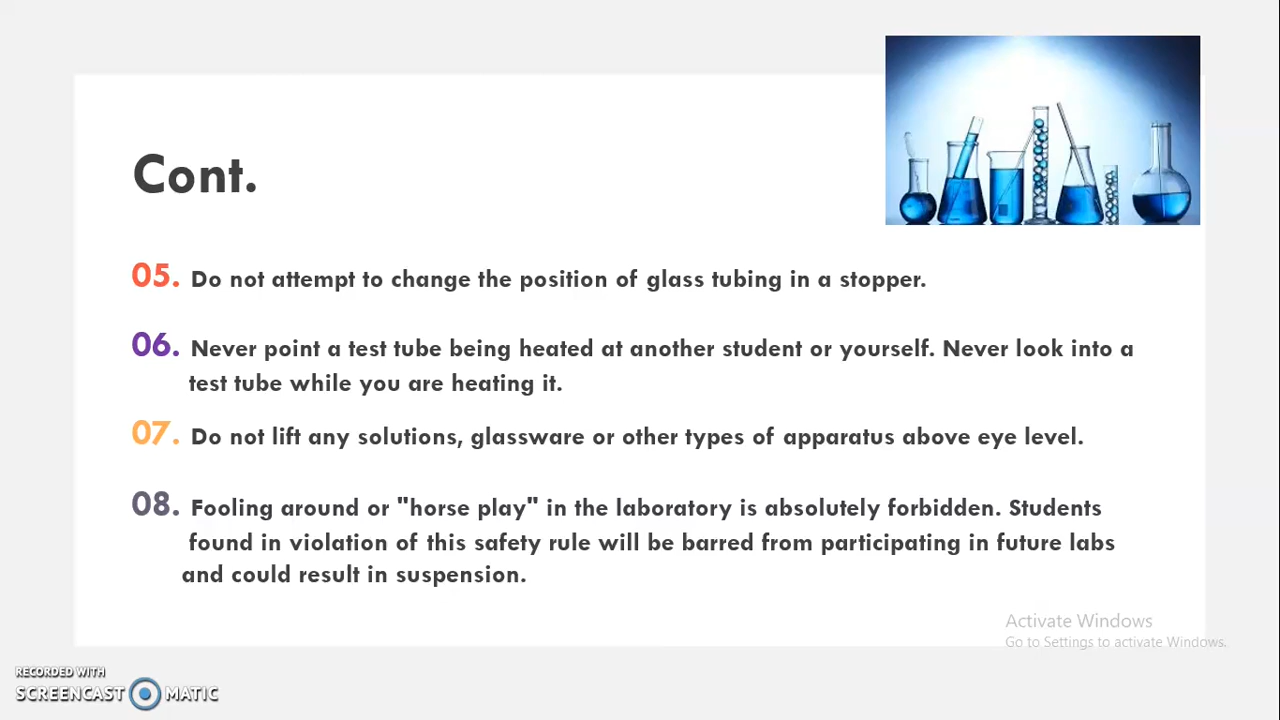 Cont.
05. Do not attempt to change the position of glass tubing in a stopper.
06. Never point a test tube being heated at another student or yourself. Never look into a
test tube while you are heating it.
07. Do not lift any solutions, glassware or other types of apparatus above eye level.
08. Fooling around or "horse play" in the laboratory is absolutely forbidden. Students
found in violation of this safety rule will be barred from participating in future labs
and could result in suspension.
Activate Windows
Go to Settings to activate Windows.
RECORDED WITH
SCREENCAST MATIC